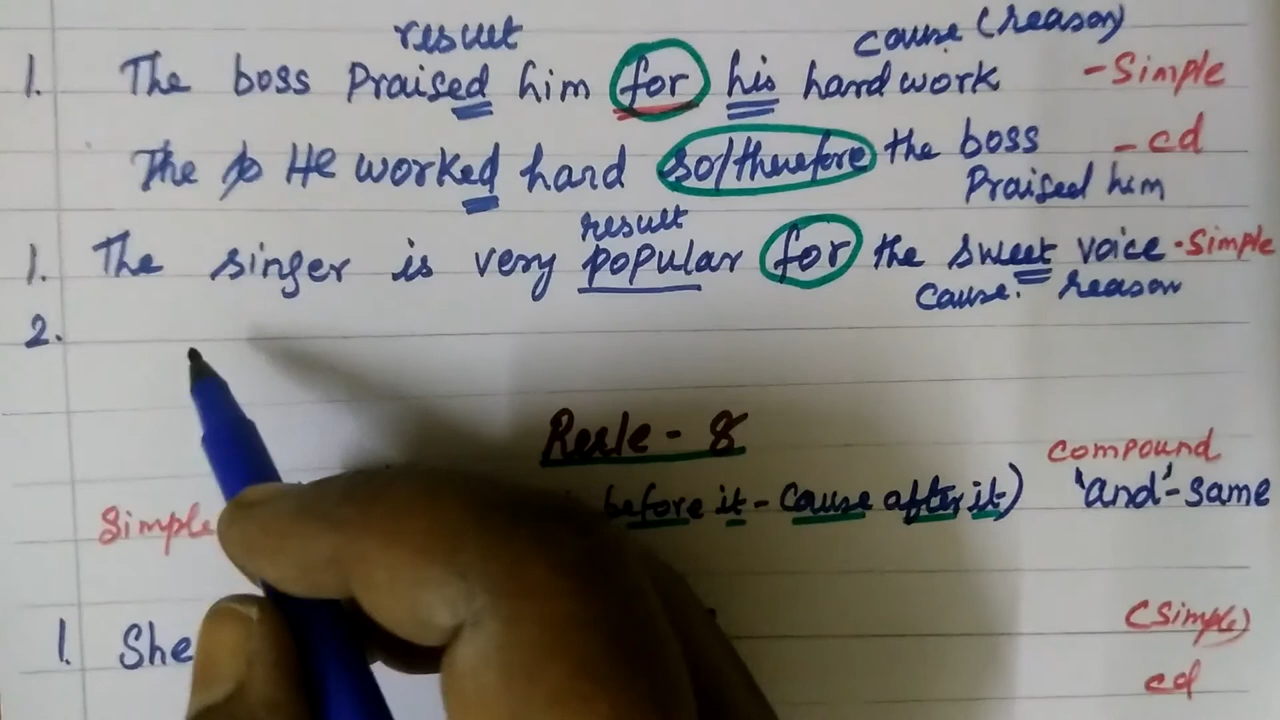 result cause (reason)
1. The boss Praised him for his hard work - Simple
The He worked hard so/therefore the boss - cd
Praised him
result
1. The singer is very popular for the sweet voice - Simple
cause. reason
2.
Rule - 8
compound
Simple before it - cause after it) 'and' - same
1. She (Simple)
cd